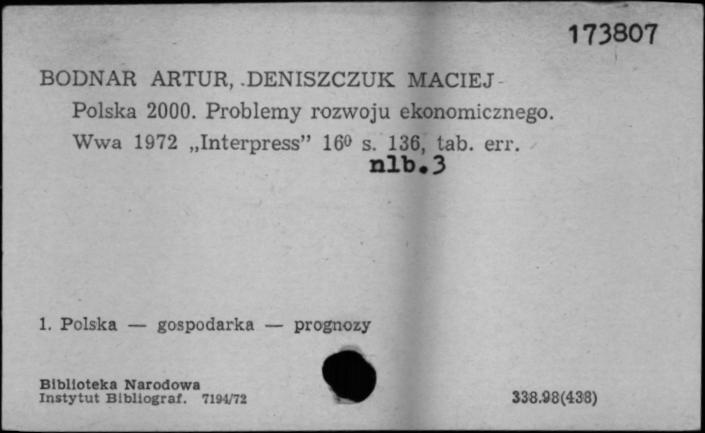 173807
BODNAR ARTUR, DENISZCZUK MACIEJ
Polska 2000. Problemy rozwoju ekonomicznego.
Wwa 1972 „Interpress” 16⁰ s. 136, tab. err.
nlb.3
1. Polska — gospodarka — prognozy
Biblioteka Narodowa
Instytut Bibliograf. 7194/72
338.98(438)